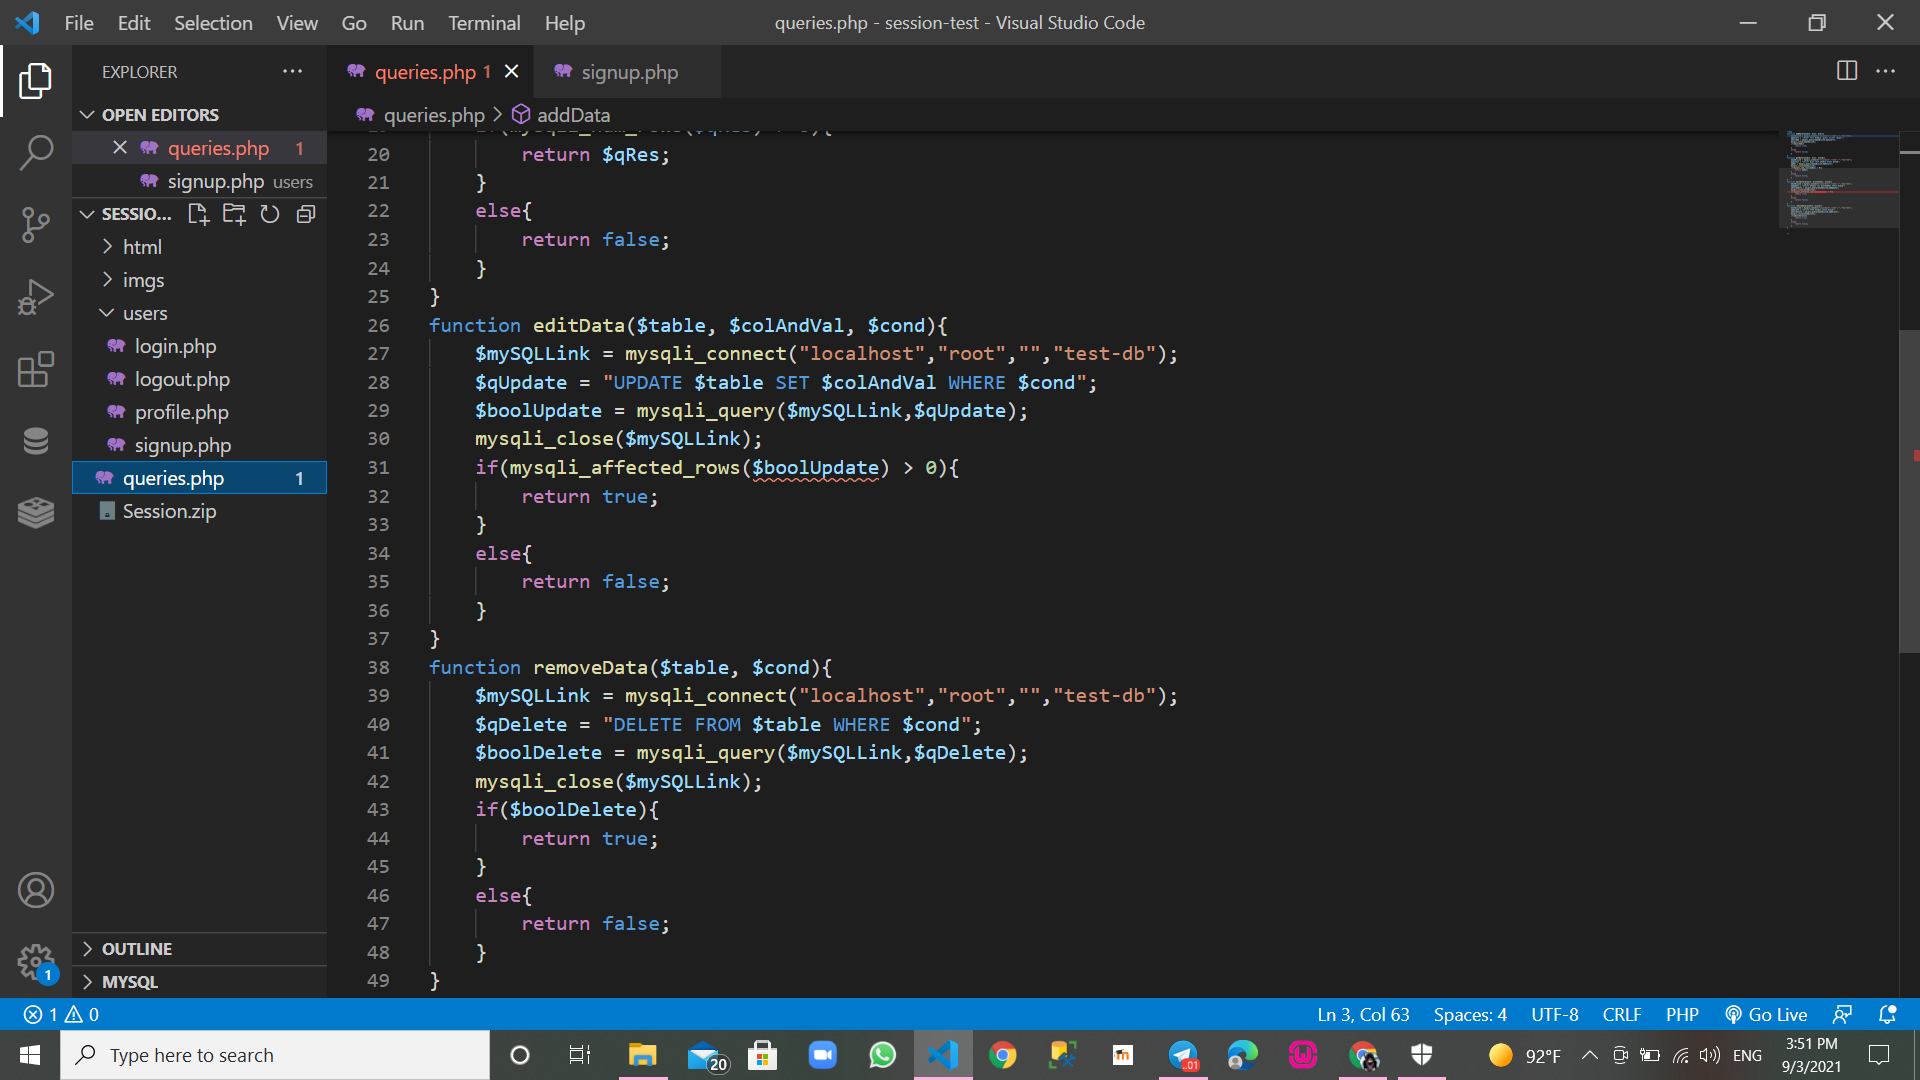 File Edit Selection View Go Run Terminal Help
queries.php - session-test - Visual Studio Code
EXPLORER
queries.php 1
signup.php
OPEN EDITORS
queries.php 1
signup.php users
SESSIO...
html
imgs
users
login.php
logout.php
profile.php
signup.php
queries.php 1
Session.zip
OUTLINE
MYSQL
1
queries.php > addData
20 return $qRes;
21 }
22 else{
23 return false;
24 }
25 }
26 function editData($table, $colAndVal, $cond){
27 $mySQLLink = mysqli_connect("localhost","root","","test-db");
28 $qUpdate = "UPDATE $table SET $colAndVal WHERE $cond";
29 $boolUpdate = mysqli_query($mySQLLink,$qUpdate);
30 mysqli_close($mySQLLink);
31 if(mysqli_affected_rows($boolUpdate) > 0){
32 return true;
33 }
34 else{
35 return false;
36 }
37 }
38 function removeData($table, $cond){
39 $mySQLLink = mysqli_connect("localhost","root","","test-db");
40 $qDelete = "DELETE FROM $table WHERE $cond";
41 $boolDelete = mysqli_query($mySQLLink,$qDelete);
42 mysqli_close($mySQLLink);
43 if($boolDelete){
44 return true;
45 }
46 else{
47 return false;
48 }
49 }
1 0
Ln 3, Col 63 Spaces: 4 UTF-8 CRLF PHP Go Live
Type here to search
20
..01
92°F
ENG
3:51 PM
9/3/2021